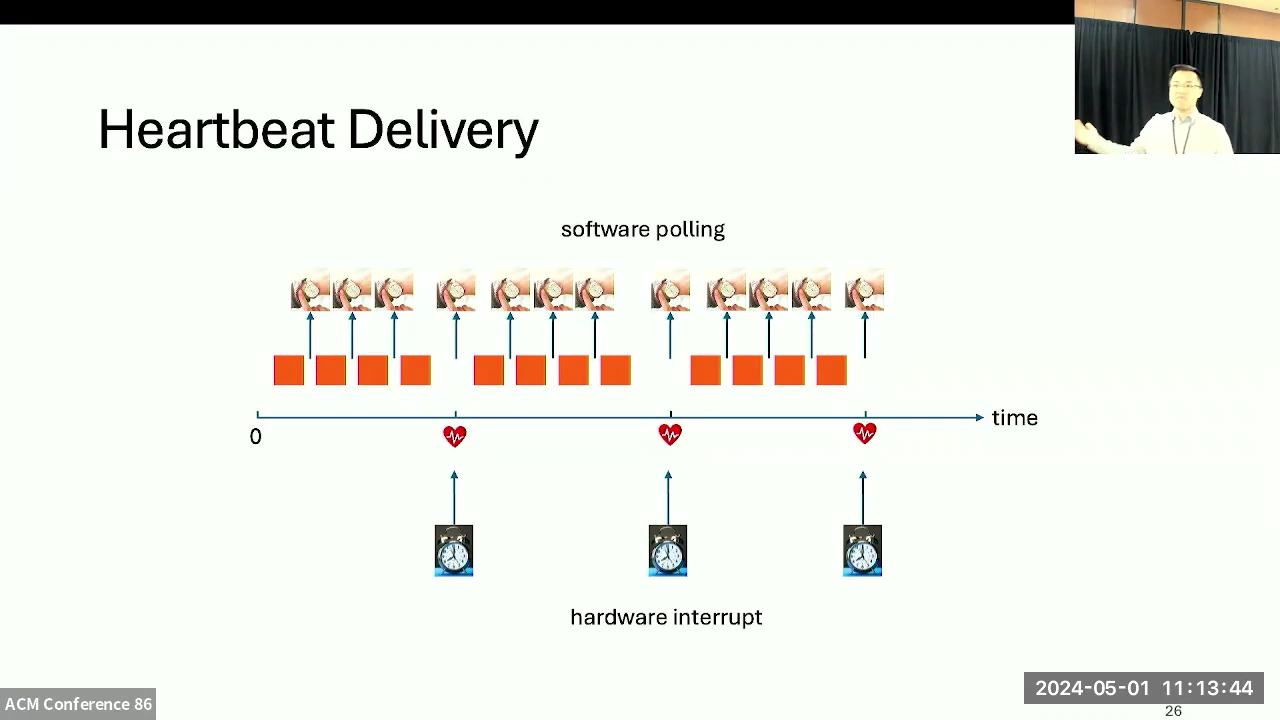 Heartbeat Delivery
software polling
time
0
hardware interrupt
ACM Conference 86
2024-05-01 11:13:44
26